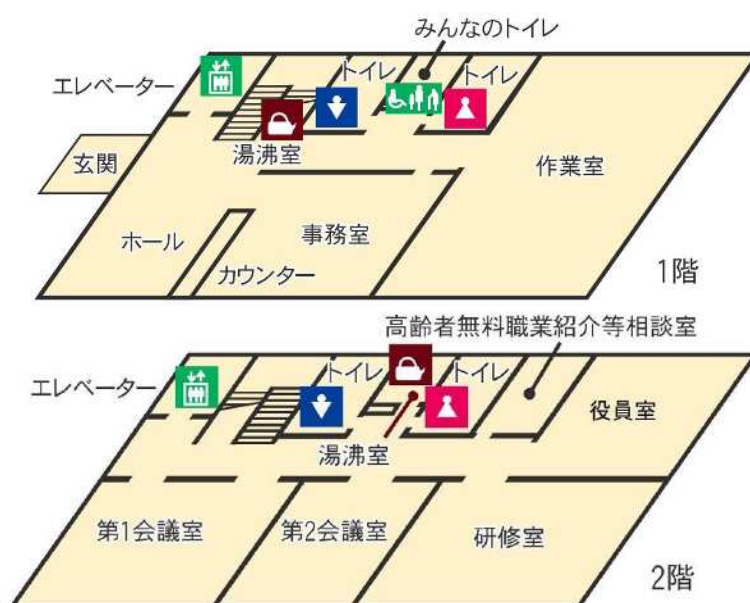 みんなのトイレ
エレベーター
トイレ
トイレ
湯沸室
玄関
作業室
ホール
事務室
カウンター
1階
高齢者無料職業紹介等相談室
エレベーター
トイレ
トイレ
役員室
湯沸室
第1会議室
第2会議室
研修室
2階